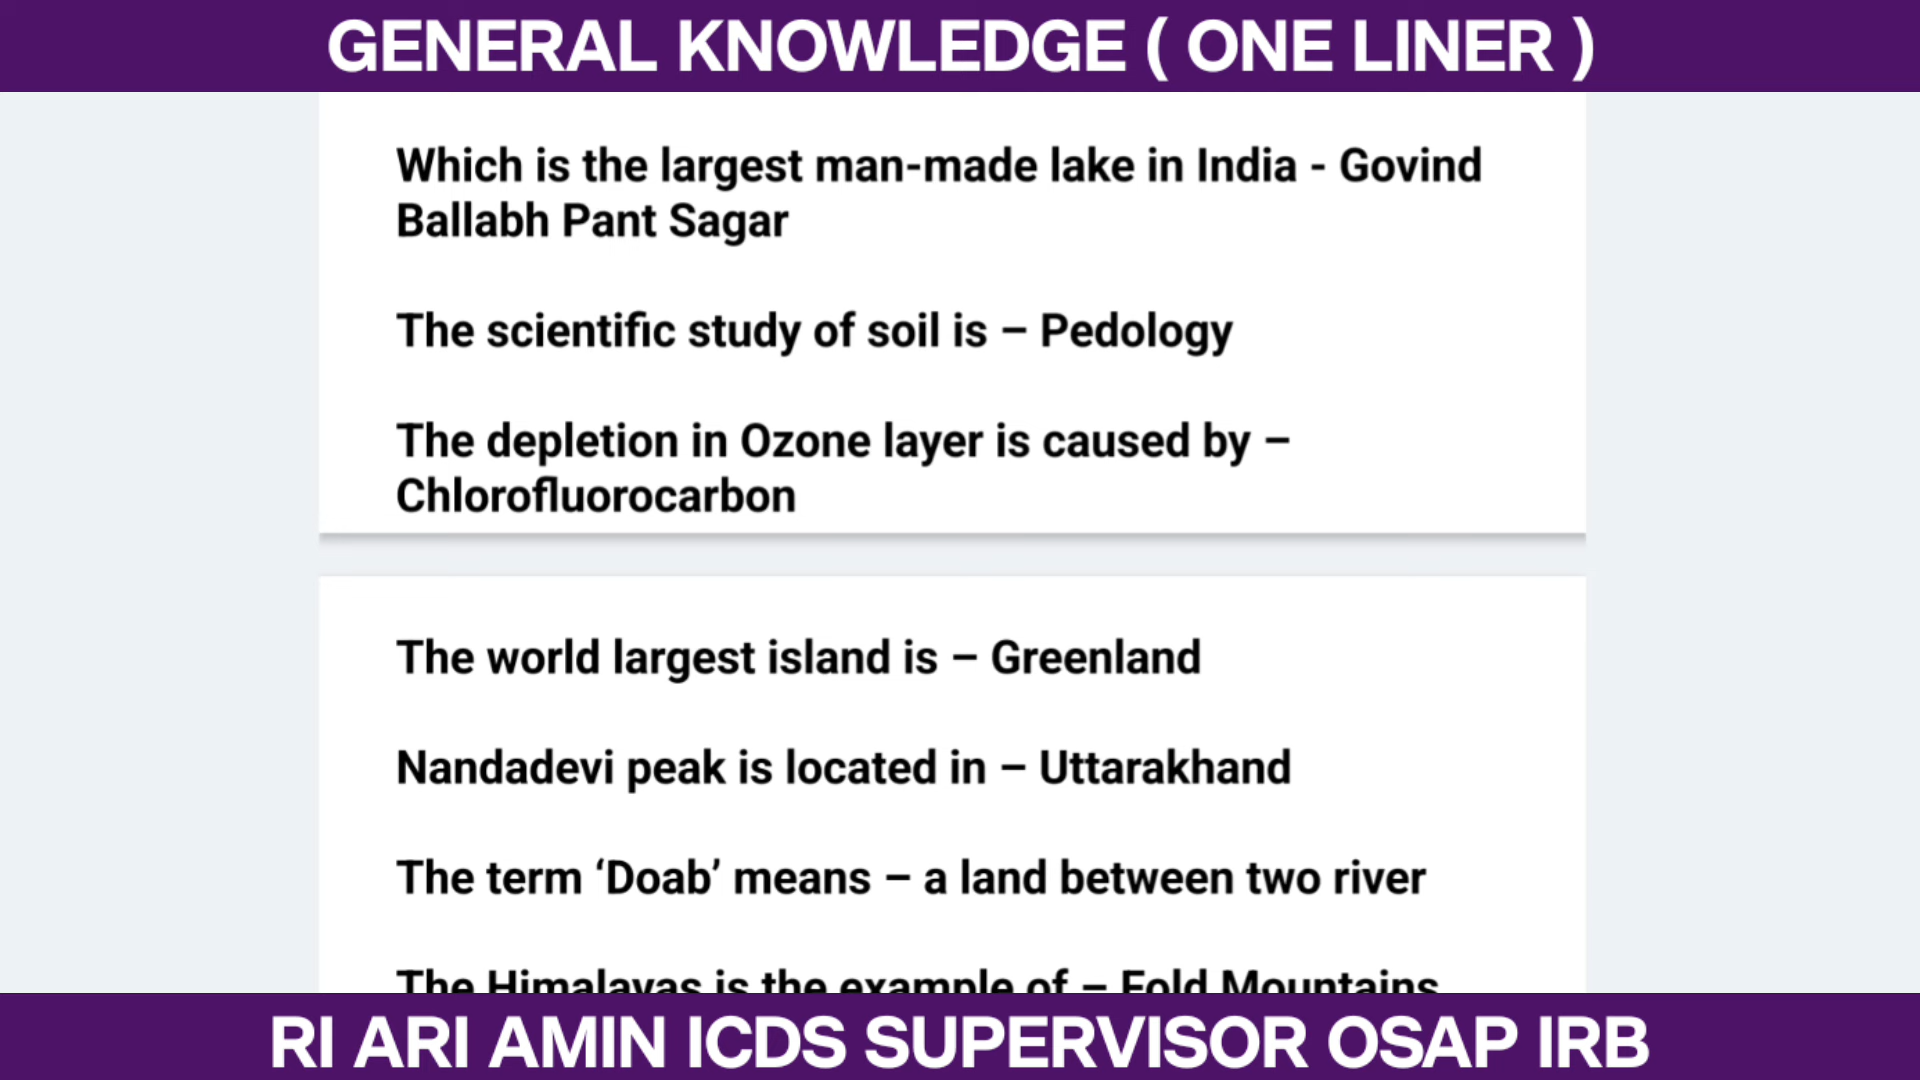 GENERAL KNOWLEDGE ( ONE LINER )
Which is the largest man-made lake in India - Govind
Ballabh Pant Sagar
The scientific study of soil is – Pedology
The depletion in Ozone layer is caused by –
Chlorofluorocarbon
The world largest island is – Greenland
Nandadevi peak is located in – Uttarakhand
The term ‘Doab’ means – a land between two river
The Himalayas is the example of – Fold Mountains
RI ARI AMIN ICDS SUPERVISOR OSAP IRB